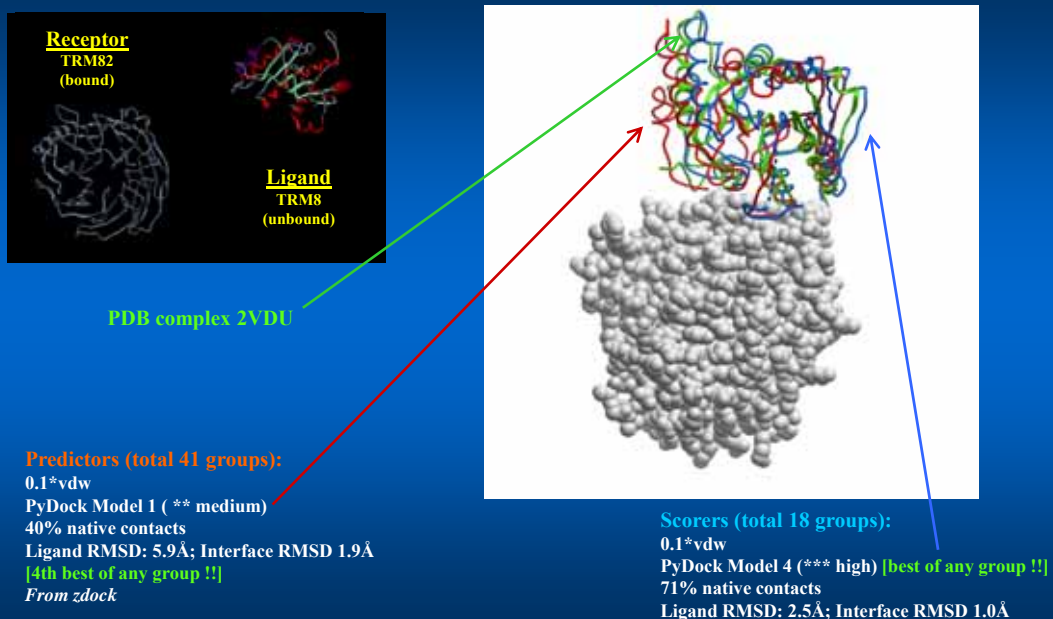 Receptor
TRM82
(bound)
Ligand
TRM8
(unbound)
PDB complex 2VDU
Predictors (total 41 groups):
0.1*vdw
PyDock Model 1 ( ** medium)
40% native contacts
Ligand RMSD: 5.9Å; Interface RMSD 1.9Å
[4th best of any group !!]
From zdock
Scorers (total 18 groups):
0.1*vdw
PyDock Model 4 (*** high) [best of any group !!]
71% native contacts
Ligand RMSD: 2.5Å; Interface RMSD 1.0Å